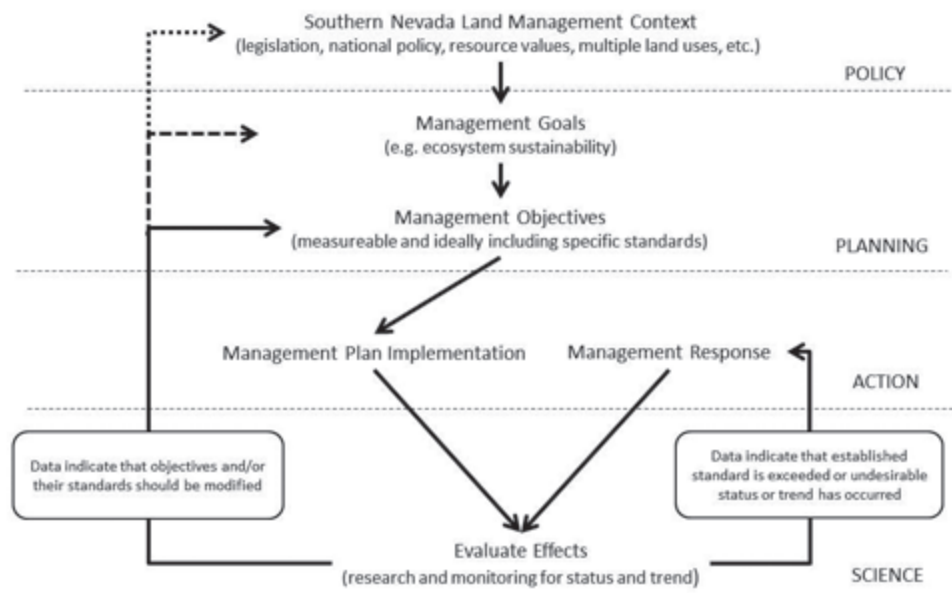 Southern Nevada Land Management Context
(legislation, national policy, resource values, multiple land uses, etc.)
POLICY
Management Goals
(e.g. ecosystem sustainability)
Management Objectives
(measureable and ideally including specific standards)
PLANNING
Management Plan Implementation
Management Response
ACTION
Data indicate that objectives and/or
their standards should be modified
Data indicate that established
standard is exceeded or undesirable
status or trend has occurred
Evaluate Effects
(research and monitoring for status and trend)
SCIENCE